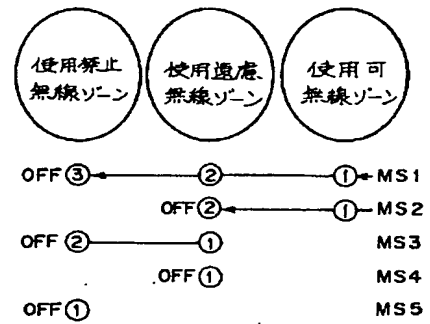 使用禁止
無線ゾーン
使用遠慮
無線ゾーン
使用可
無線ゾーン
OFF③ ② ① MS1
OFF② ① MS2
OFF② ① MS3
OFF① MS4
OFF① MS5